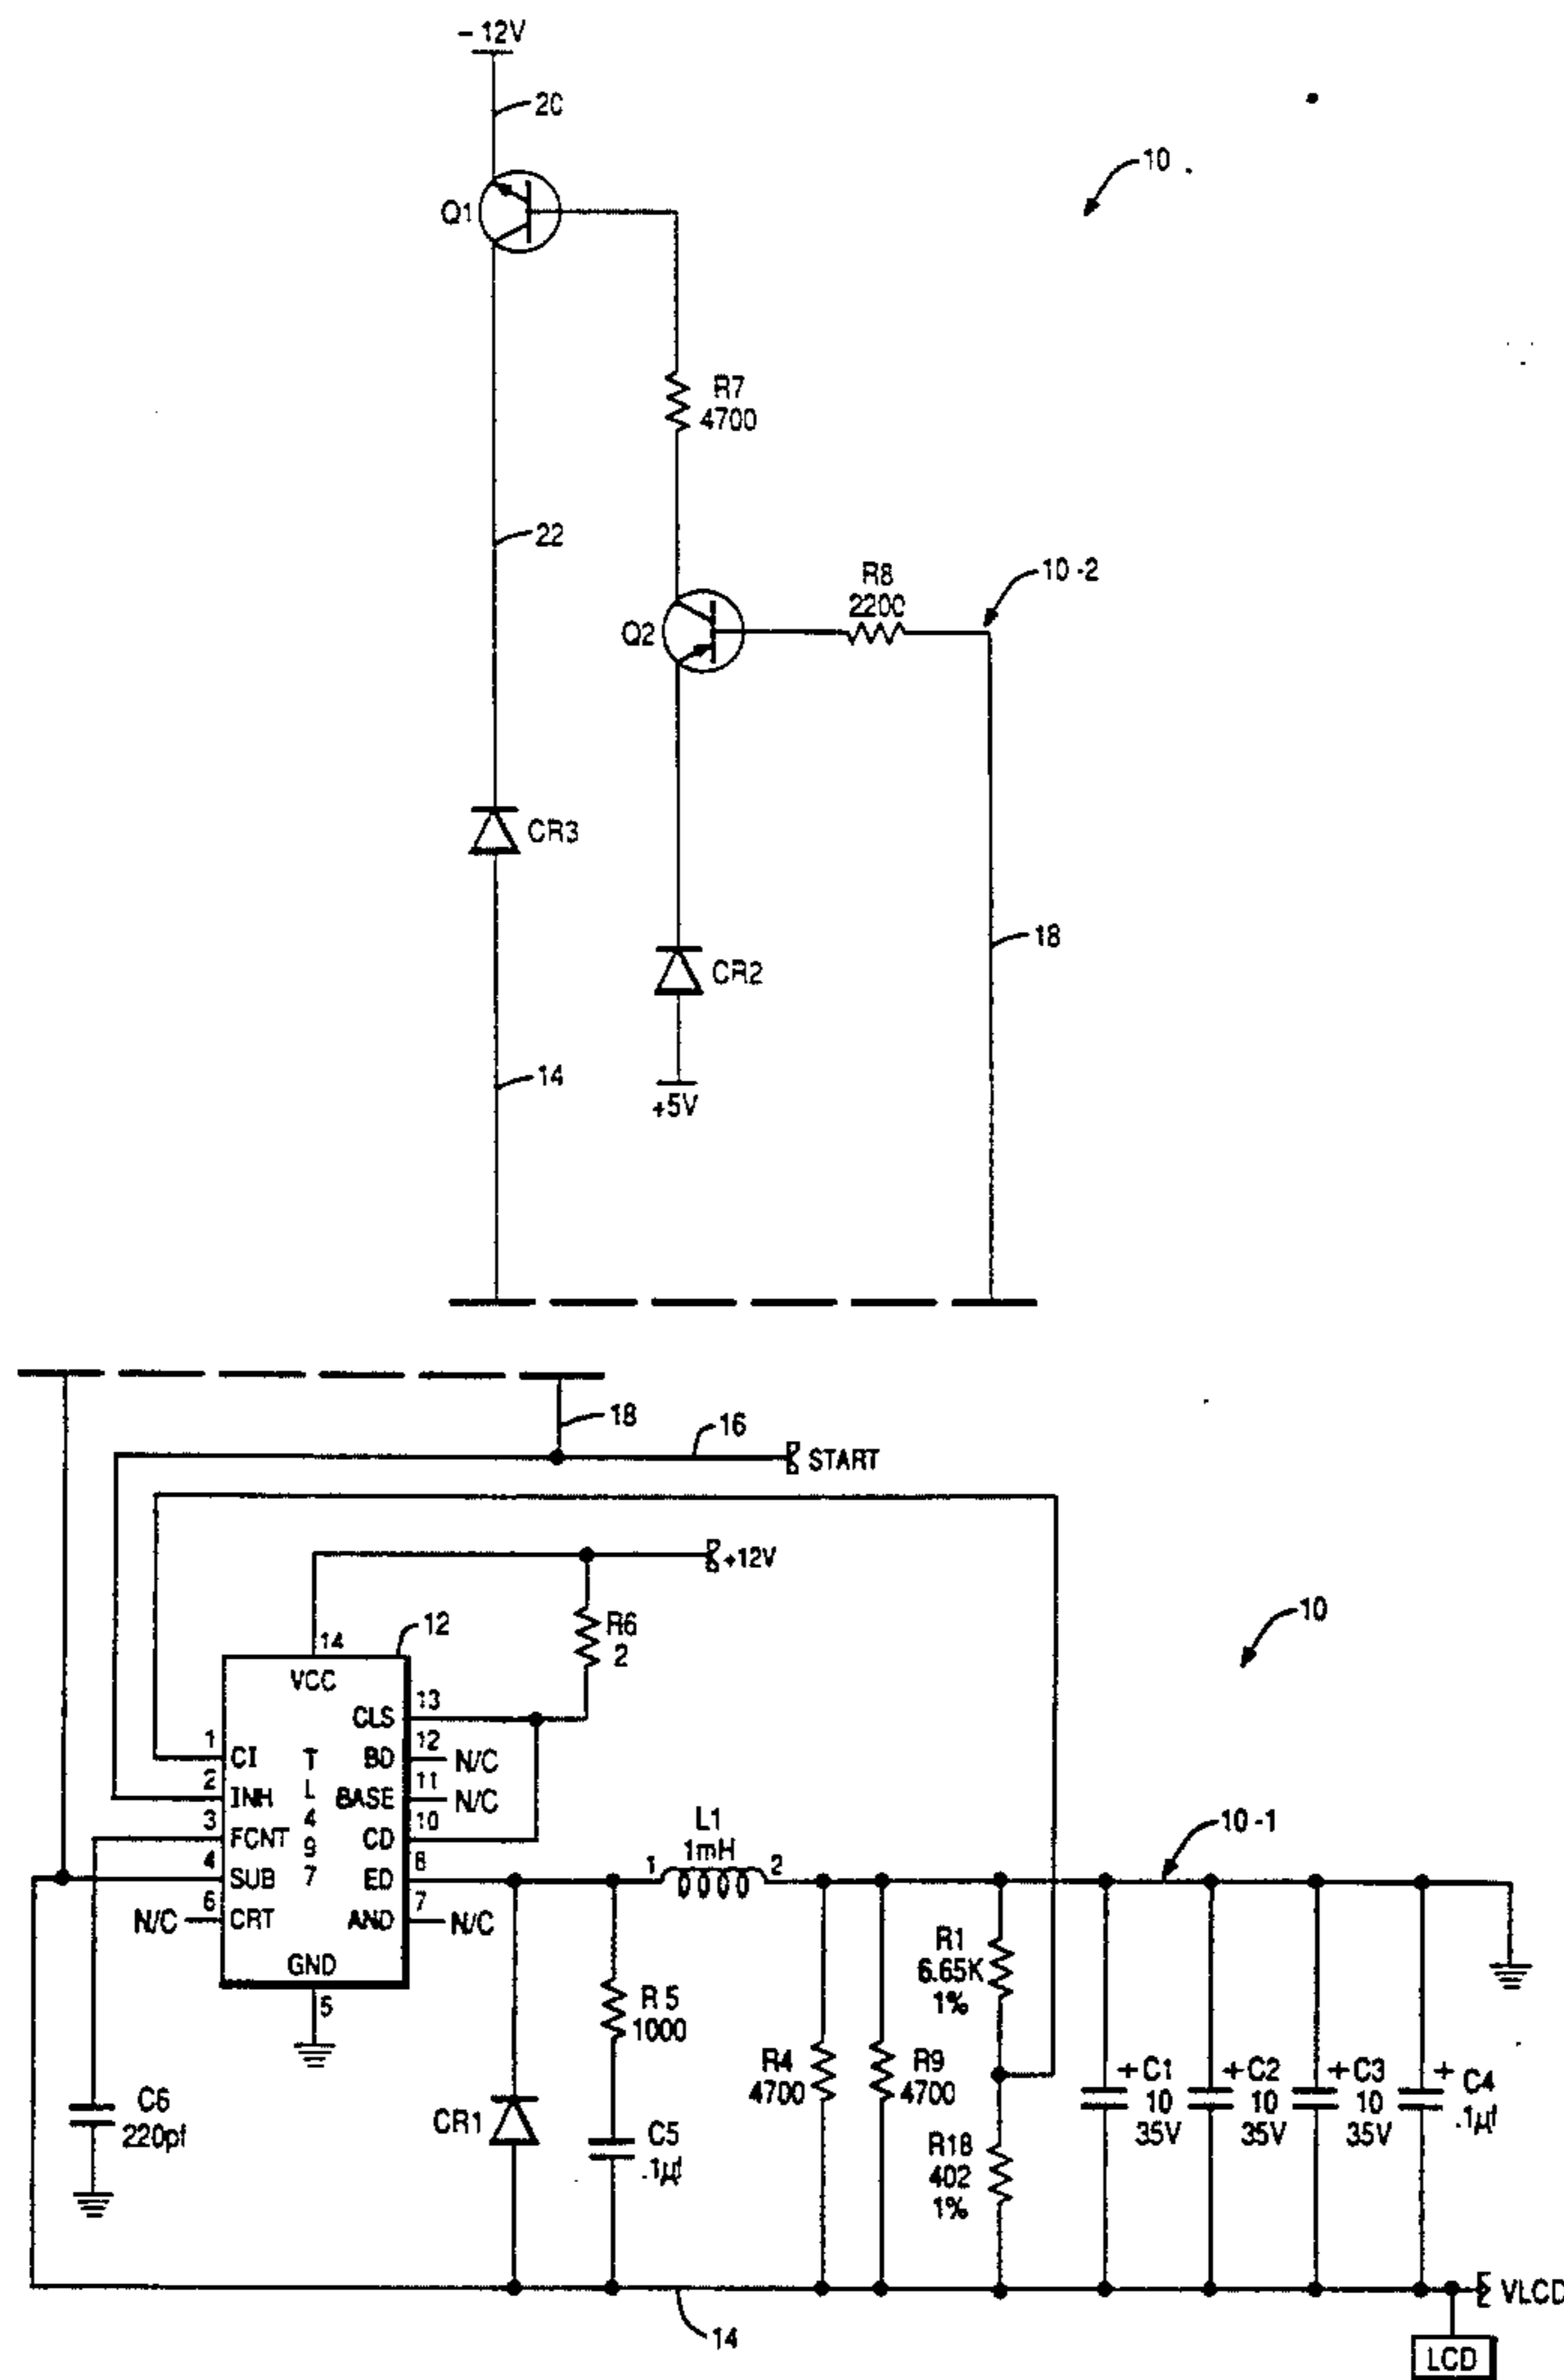 - 12V
20
10
Q1
R7
4700
22
R8
2200
10-2
Q2
CR3
18
CR2
14
+5V
18
16
START
+12V
12
14
R6
2
10
VCC
13
CLS
1
CI
T
L
4
9
7
12
BD
N/C
2
INH
11
BASE
N/C
3
FCNT
10
CD
L1
1mH
10-1
4
SUB
8
ED
1
2
6
N/C
CRT
7
AND
N/C
GND
5
R1
6.65K
1%
R5
1000
R4
4700
R9
4700
+C1
10
35V
+C2
10
35V
+C3
10
35V
+
C4
.1µf
C6
220pf
CR1
C5
.1µf
R18
402
1%
14
VLCD
LCD